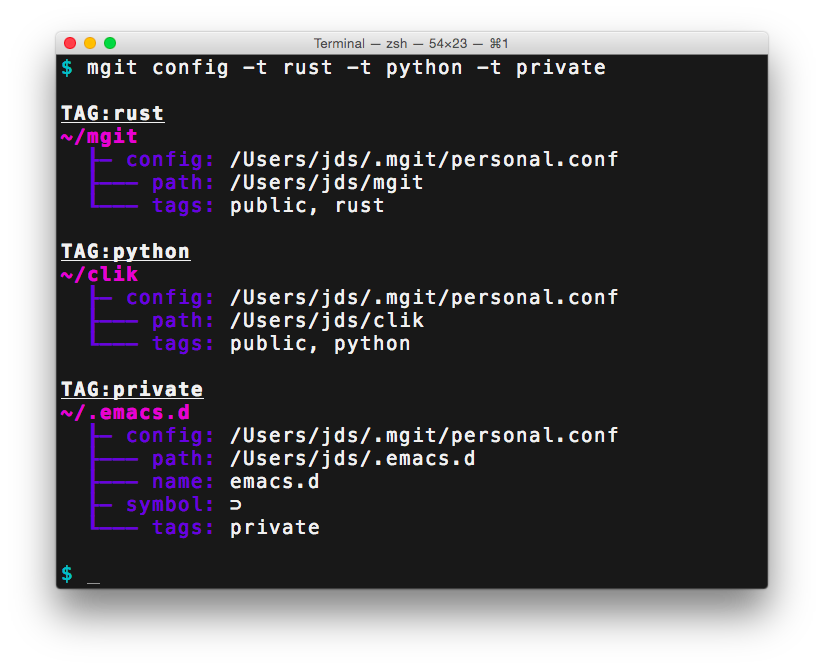 Terminal — zsh — 54×23 — ⌘1
$ mgit config -t rust -t python -t private
TAG:rust
~/mgit
├─ config: /Users/jds/.mgit/personal.conf
├─── path: /Users/jds/mgit
└─── tags: public, rust
TAG:python
~/clik
├─ config: /Users/jds/.mgit/personal.conf
├─── path: /Users/jds/clik
└─── tags: public, python
TAG:private
~/.emacs.d
├─ config: /Users/jds/.mgit/personal.conf
├─── path: /Users/jds/.emacs.d
├─── name: emacs.d
├─ symbol: ⊃
└─── tags: private
$ _